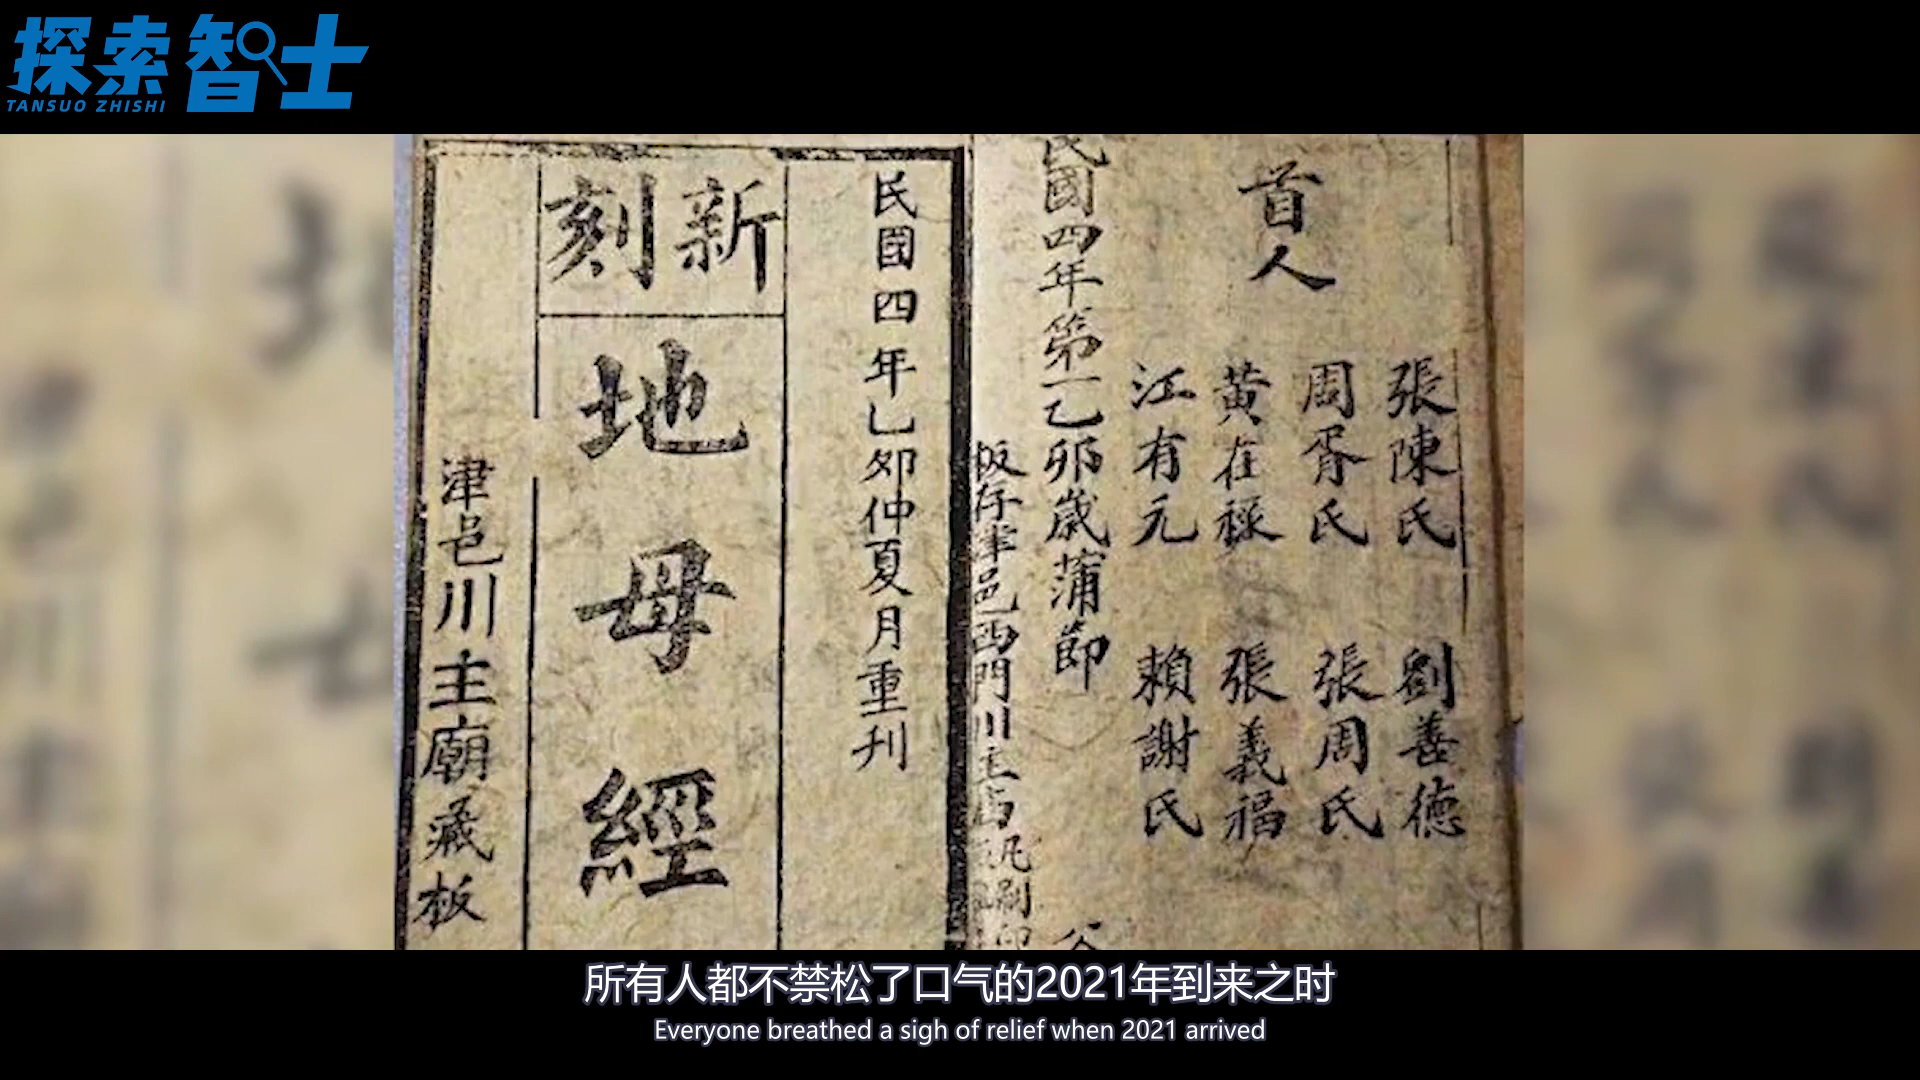 探索智士
TANSUO ZHISHI
首人
張陳氏
劉善德
周胥氏
張周氏
黄在禄
張義福
江有元
賴謝氏
民國四年第一乙卯歲蒲節
板存津邑西門川主廟
刷印
民國四年乙卯仲夏月重刊
新刻
地母經
津邑川主廟藏板
所有人都不禁松了口气的2021年到来之时
Everyone breathed a sigh of relief when 2021 arrived